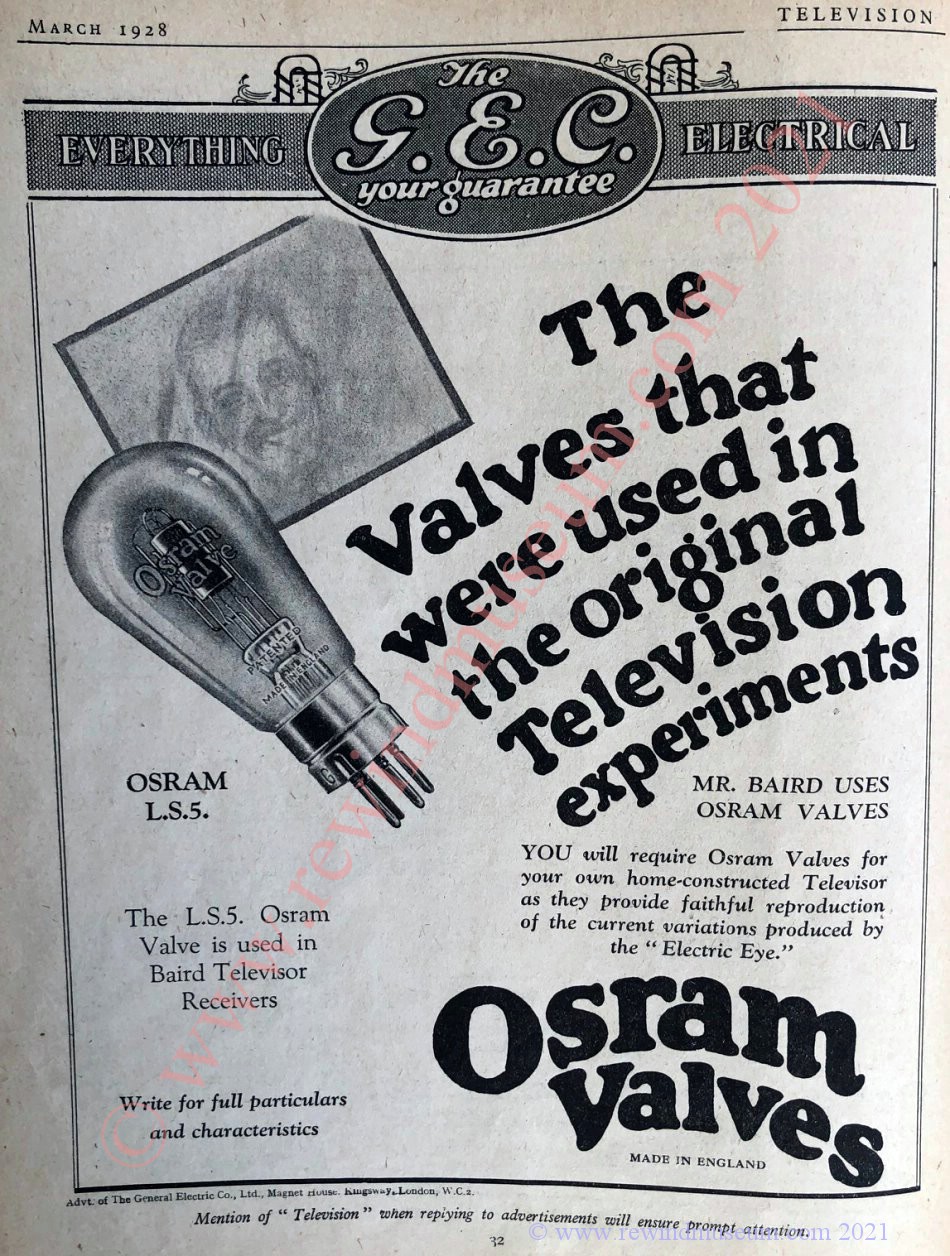 MARCH 1928
TELEVISION
EVERYTHING
The
G.E.C.
your guarantee
ELECTRICAL
The
Valves that
were used in
the original
Television
experiments
Osram
Valve
PATENTED
MADE IN ENGLAND
OSRAM
L.S.5.
MR. BAIRD USES
OSRAM VALVES
YOU will require Osram Valves for
your own home-constructed Televisor
as they provide faithful reproduction
of the current variations produced by
the "Electric Eye."
The L.S.5. Osram
Valve is used in
Baird Televisor
Receivers
Write for full particulars
and characteristics
Osram
Valves
MADE IN ENGLAND
Advt. of The General Electric Co., Ltd., Magnet House. Kingsway, London, W.C.2.
Mention of "Television" when replying to advertisements will ensure prompt attention.
32
© www.rewindmuseum.com 2021
© www.rewindmuseum.com 2021